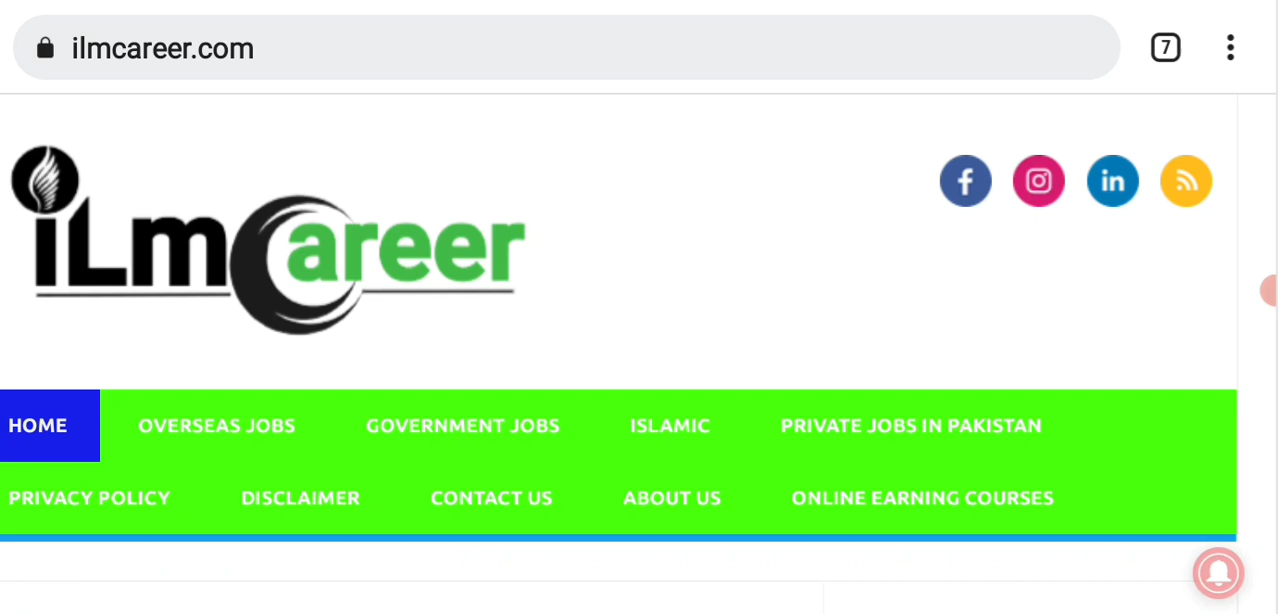 ilmcareer.com
7
iLmCareer
HOME OVERSEAS JOBS GOVERNMENT JOBS ISLAMIC PRIVATE JOBS IN PAKISTAN
PRIVACY POLICY DISCLAIMER CONTACT US ABOUT US ONLINE EARNING COURSES